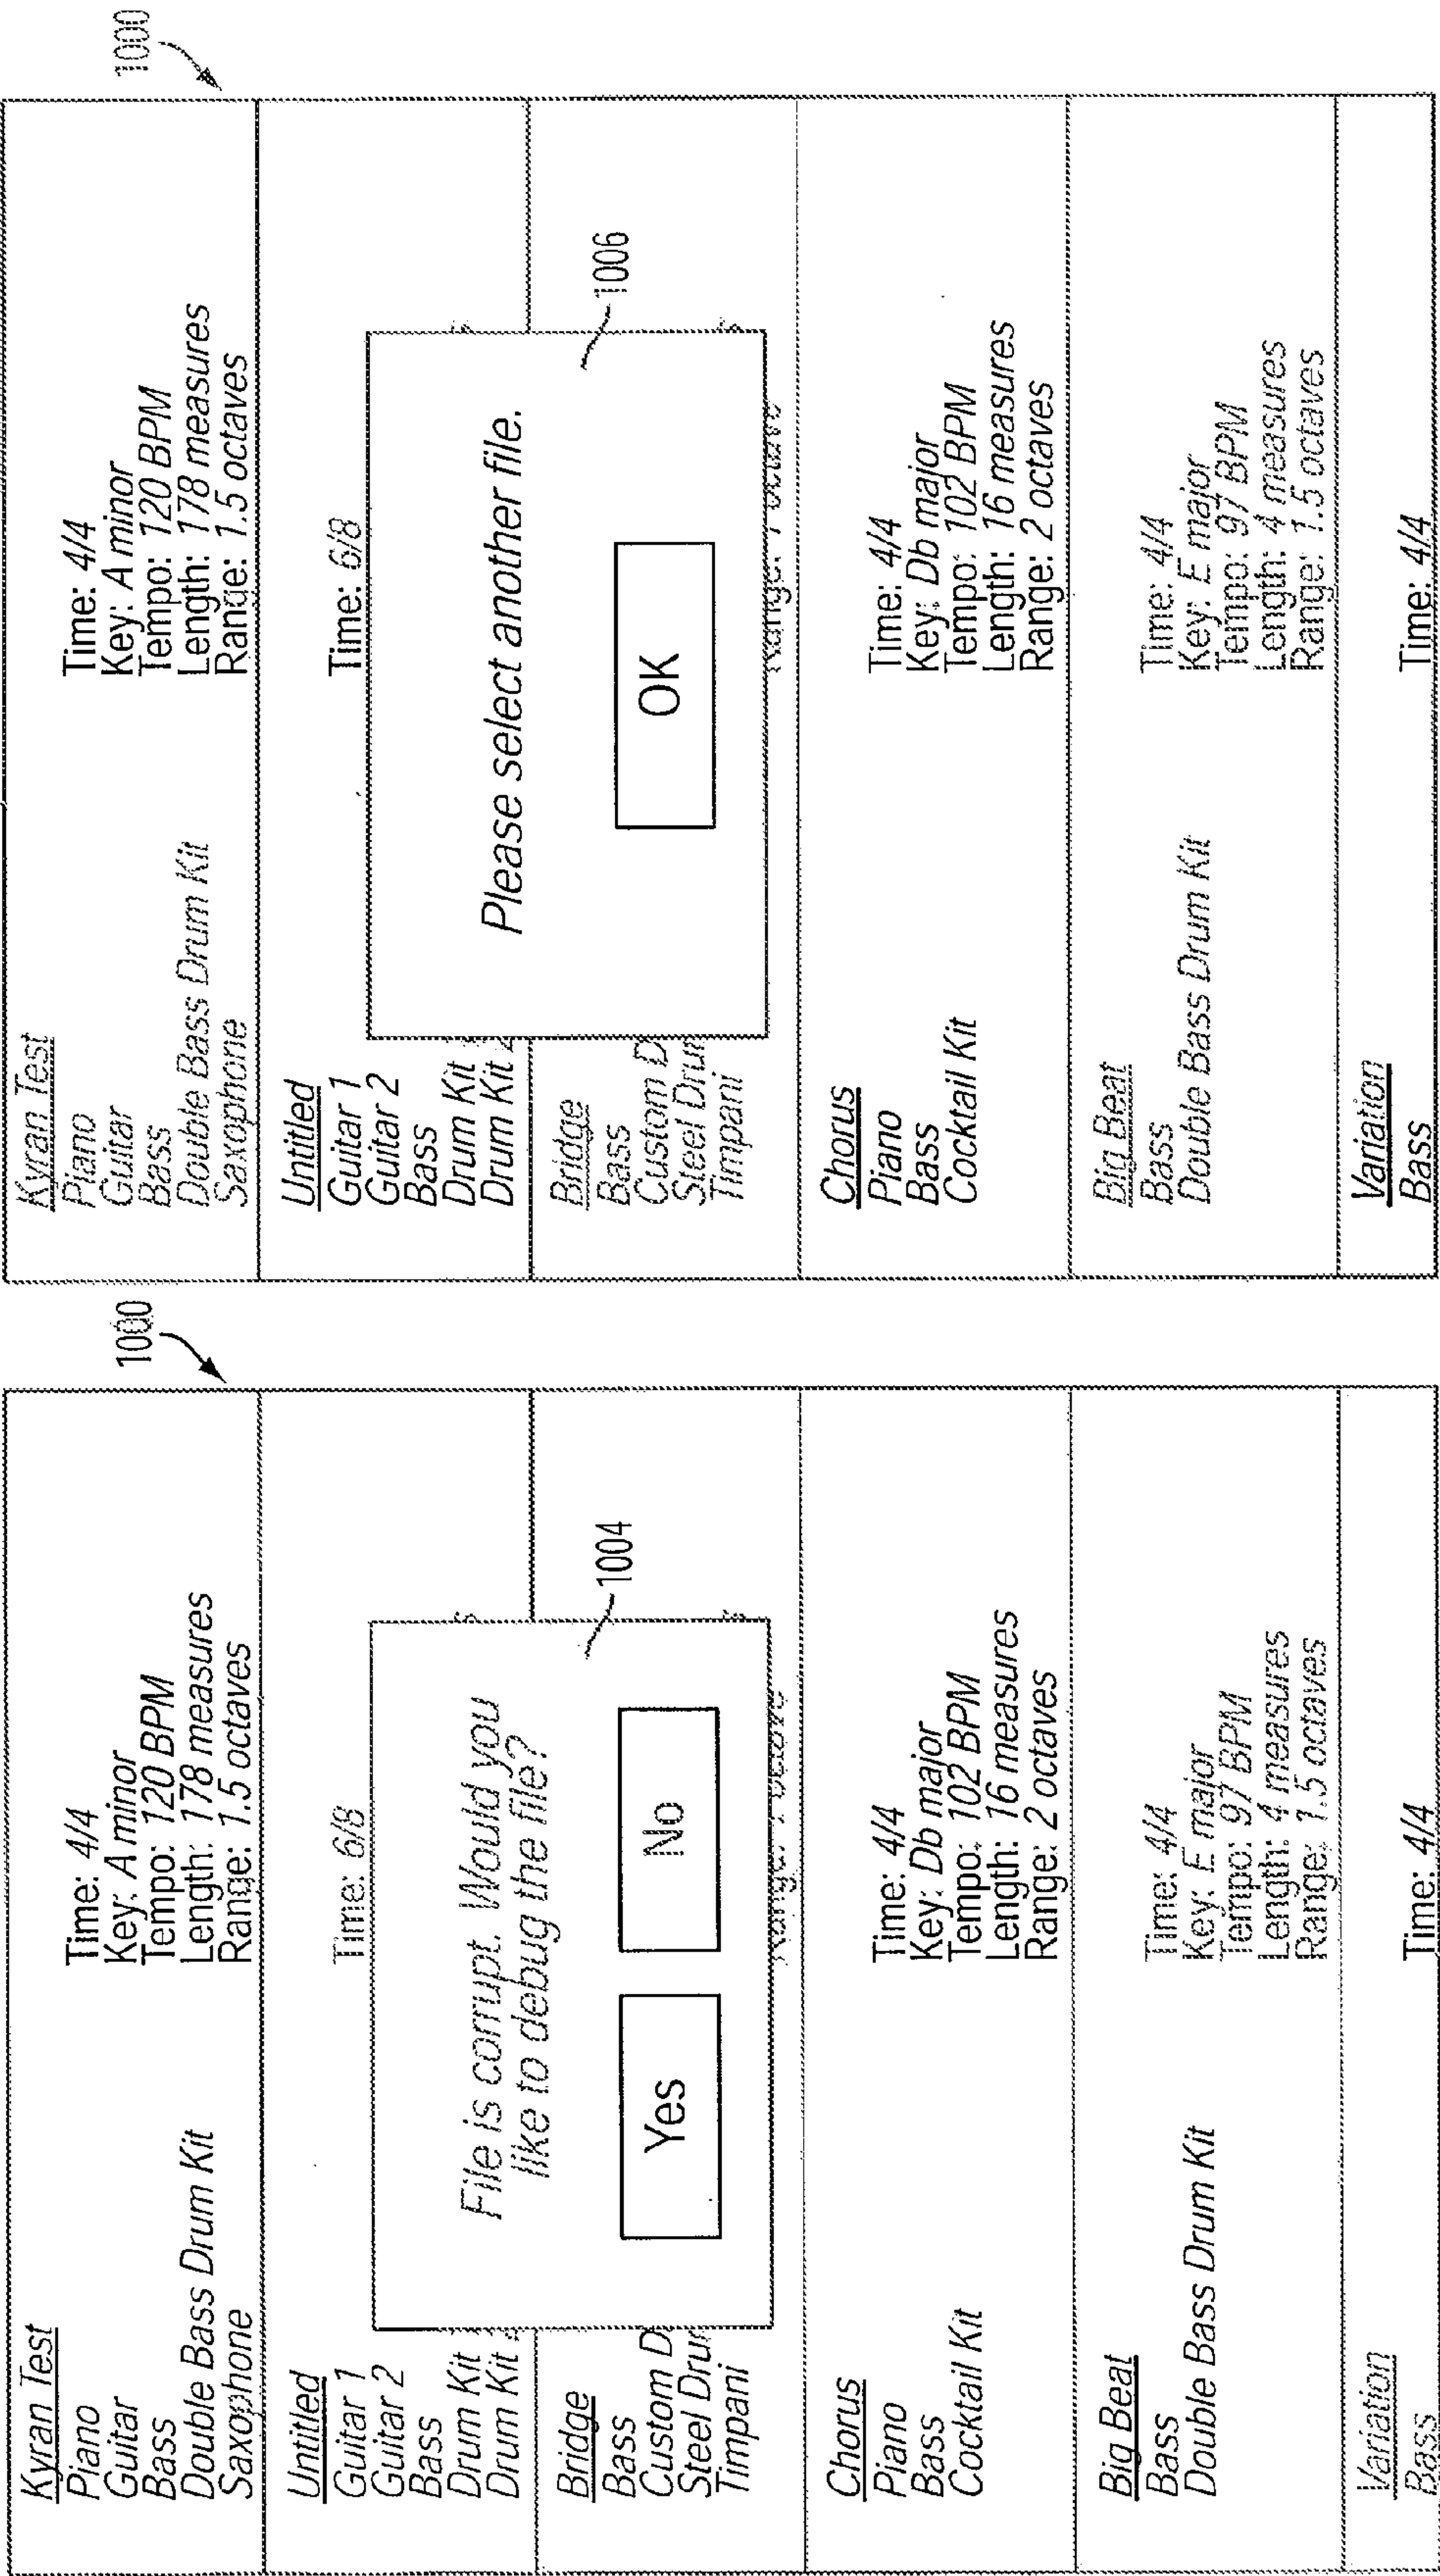 1000
Kyran Test
Piano
Guitar
Bass
Double Bass Drum Kit
Saxophone
Time: 4/4
Key: A minor
Tempo: 120 BPM
Length: 178 measures
Range: 1.5 octaves
Untitled
Guitar 1
Guitar 2
Bass
Drum Kit
Drum Kit
Time: 6/8
File is corrupt. Would you
like to debug the file?
Yes
No
1004
Bridge
Bass
Custom D
Steel Drum
Timpani
Chorus
Piano
Bass
Cocktail Kit
Time: 4/4
Key: Db major
Tempo: 102 BPM
Length: 16 measures
Range: 2 octaves
Big Beat
Bass
Double Bass Drum Kit
Time: 4/4
Key: E major
Tempo: 97 BPM
Length: 4 measures
Range: 1.5 octaves
Variation
Bass
Time: 4/4
1000
Kyran Test
Piano
Guitar
Bass
Double Bass Drum Kit
Saxophone
Time: 4/4
Key: A minor
Tempo: 120 BPM
Length: 178 measures
Range: 1.5 octaves
Untitled
Guitar 1
Guitar 2
Bass
Drum Kit
Drum Kit
Time: 6/8
Please select another file.
OK
1006
Bridge
Bass
Custom D
Steel Drum
Timpani
Chorus
Piano
Bass
Cocktail Kit
Time: 4/4
Key: Db major
Tempo: 102 BPM
Length: 16 measures
Range: 2 octaves
Big Beat
Bass
Double Bass Drum Kit
Time: 4/4
Key: E major
Tempo: 97 BPM
Length: 4 measures
Range: 1.5 octaves
Variation
Bass
Time: 4/4